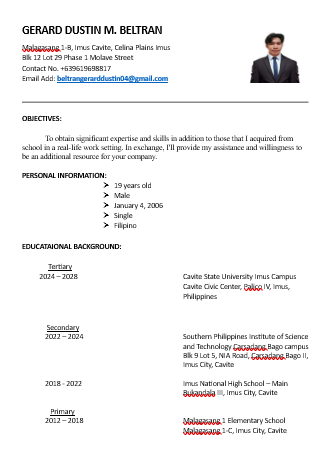 GERARD DUSTIN M. BELTRAN
Malagasang 1-B, Imus Cavite, Celina Plains Imus
Blk 12 Lot 29 Phase 1 Molave Street
Contact No. +639619698817
Email Add: beltrangerarddustin04@gmail.com
OBJECTIVES:
To obtain significant expertise and skills in addition to those that I acquired from
school in a real-life work setting. In exchange, I'll provide my assistance and willingness to
be an additional resource for your company.
PERSONAL INFORMATION:
➤ 19 years old
➤ Male
➤ January 4, 2006
➤ Single
➤ Filipino
EDUCATAIONAL BACKGROUND:
Tertiary
2024 – 2028
Cavite State University Imus Campus
Cavite Civic Center, Palico IV, Imus,
Philippines
Secondary
2022 – 2024
Southern Philippines Institute of Science
and Technology Carsadang Bago campus
Blk 9 Lot 5, NIA Road, Carsadang Bago II,
Imus City, Cavite
2018 - 2022
Imus National High School – Main
Bukandala III, Imus City, Cavite
Primary
2012 – 2018
Malagasang 1 Elementary School
Malagasang 1-C, Imus City, Cavite